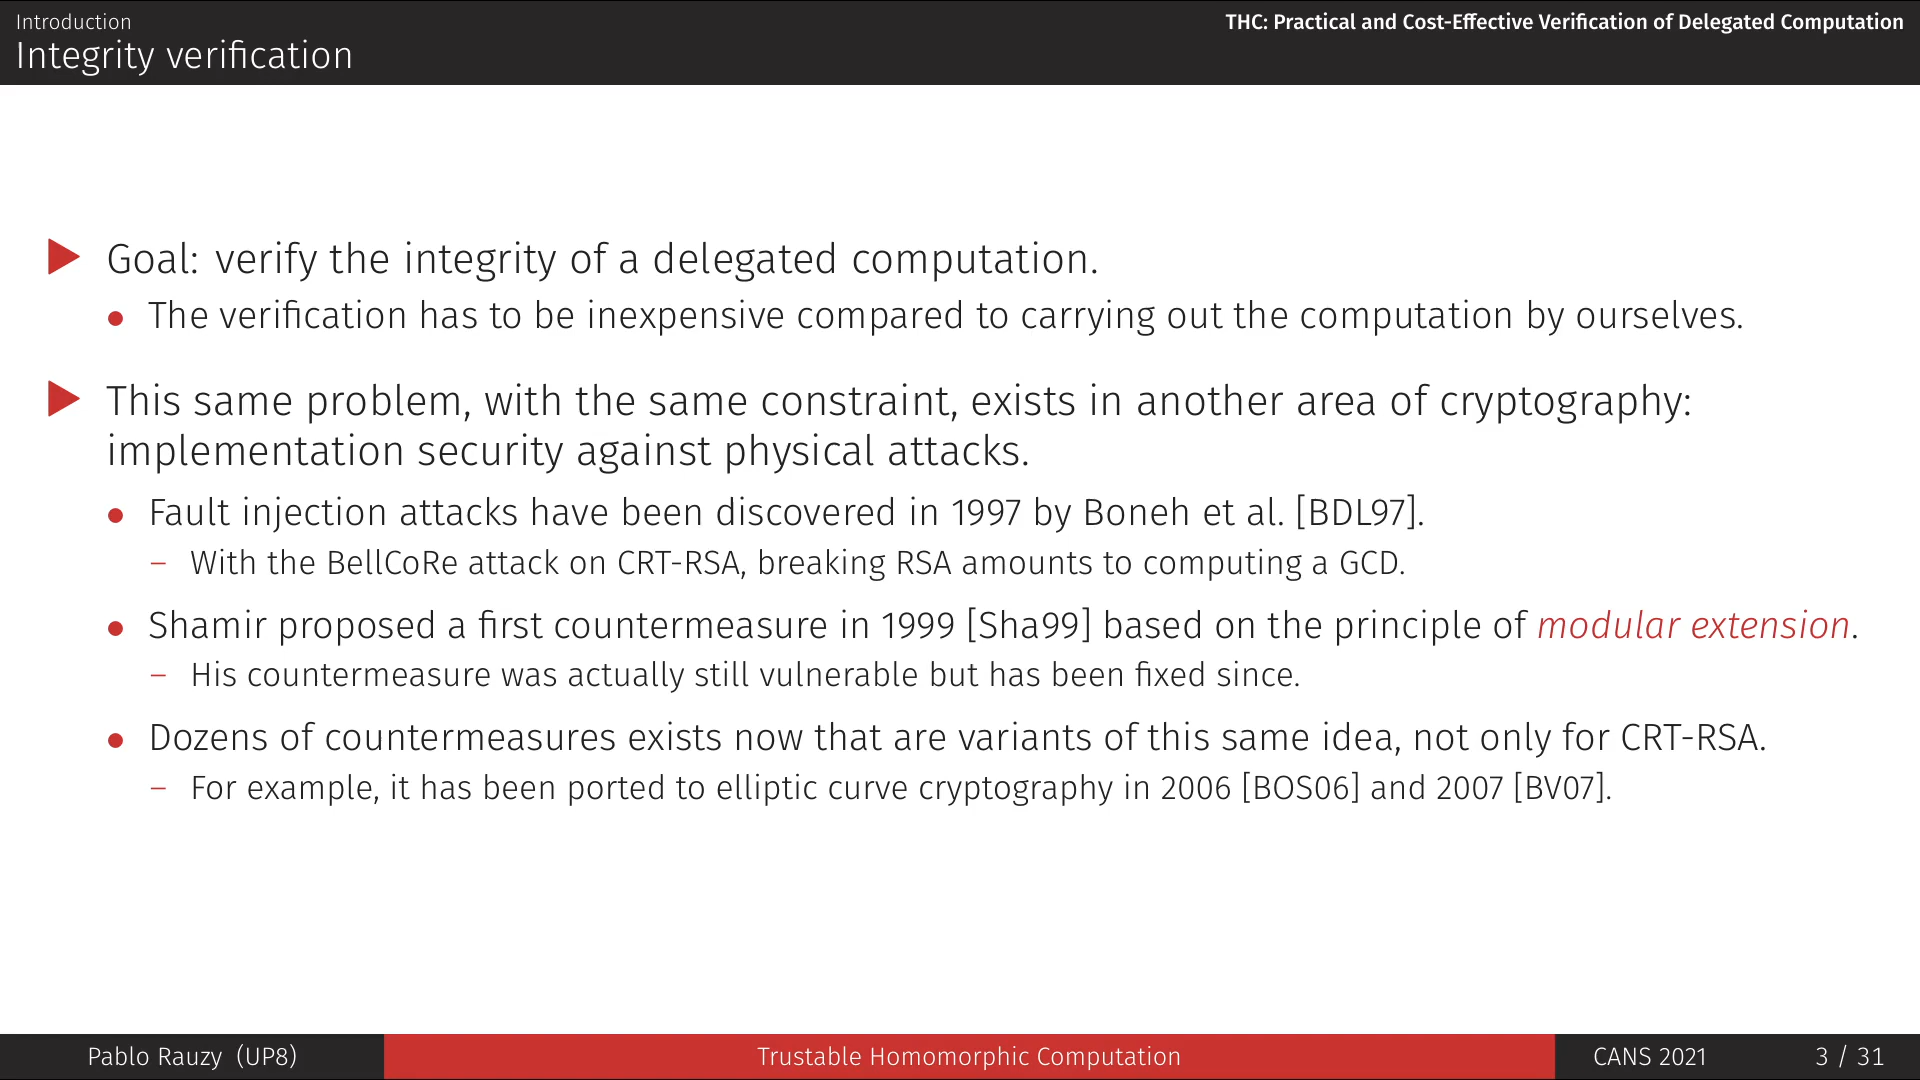 Introduction
THC: Practical and Cost-Effective Verification of Delegated Computation
Integrity verification
▶ Goal: verify the integrity of a delegated computation.
• The verification has to be inexpensive compared to carrying out the computation by ourselves.
▶ This same problem, with the same constraint, exists in another area of cryptography:
implementation security against physical attacks.
• Fault injection attacks have been discovered in 1997 by Boneh et al. [BDL97].
– With the BellCoRe attack on CRT-RSA, breaking RSA amounts to computing a GCD.
• Shamir proposed a first countermeasure in 1999 [Sha99] based on the principle of modular extension.
– His countermeasure was actually still vulnerable but has been fixed since.
• Dozens of countermeasures exists now that are variants of this same idea, not only for CRT-RSA.
– For example, it has been ported to elliptic curve cryptography in 2006 [BOS06] and 2007 [BV07].
Pablo Rauzy (UP8)
Trustable Homomorphic Computation
CANS 2021
3 / 31